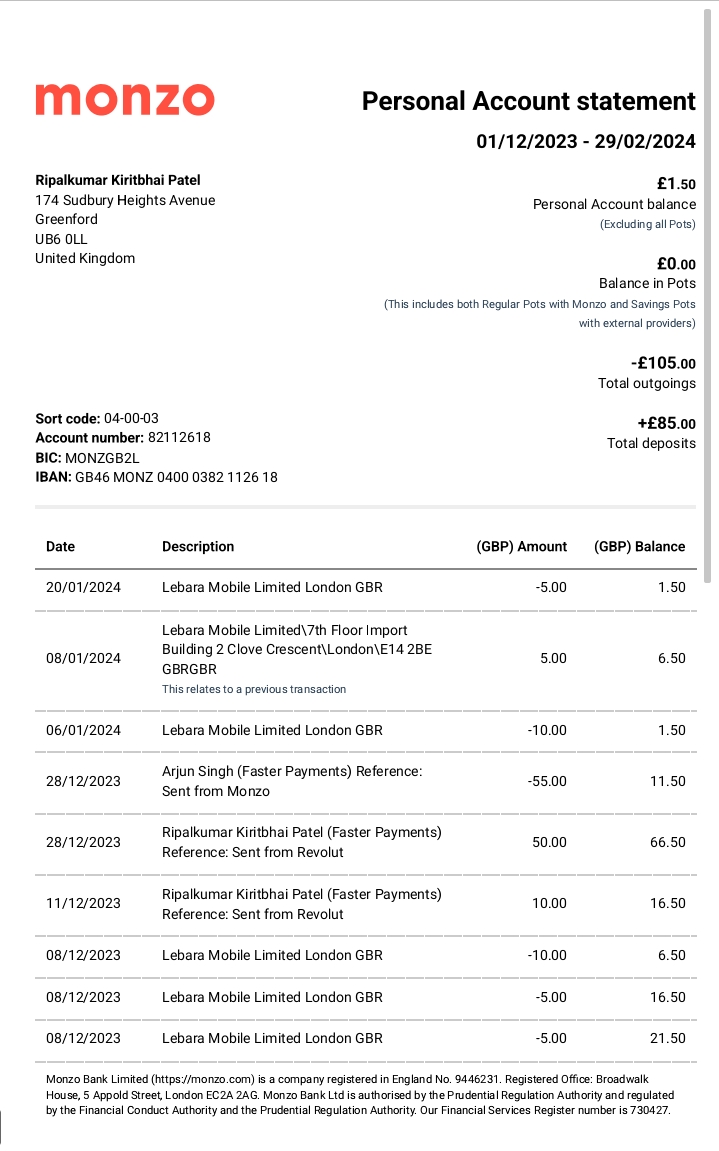 monzo
Personal Account statement
01/12/2023 - 29/02/2024
Ripalkumar Kiritbhai Patel
174 Sudbury Heights Avenue
Greenford
UB6 0LL
United Kingdom
£1.50
Personal Account balance
(Excluding all Pots)
£0.00
Balance in Pots
(This includes both Regular Pots with Monzo and Savings Pots
with external providers)
-£105.00
Total outgoings
+£85.00
Total deposits
Sort code: 04-00-03
Account number: 82112618
BIC: MONZGB2L
IBAN: GB46 MONZ 0400 0382 1126 18
Date Description (GBP) Amount (GBP) Balance
20/01/2024 Lebara Mobile Limited London GBR -5.00 1.50
Lebara Mobile Limited\7th Floor Import
Building 2 Clove Crescent\London\E14 2BE
08/01/2024 GBRGBR 5.00 6.50
This relates to a previous transaction
06/01/2024 Lebara Mobile Limited London GBR -10.00 1.50
28/12/2023 Arjun Singh (Faster Payments) Reference: -55.00 11.50
Sent from Monzo
28/12/2023 Ripalkumar Kiritbhai Patel (Faster Payments) 50.00 66.50
Reference: Sent from Revolut
11/12/2023 Ripalkumar Kiritbhai Patel (Faster Payments) 10.00 16.50
Reference: Sent from Revolut
08/12/2023 Lebara Mobile Limited London GBR -10.00 6.50
08/12/2023 Lebara Mobile Limited London GBR -5.00 16.50
08/12/2023 Lebara Mobile Limited London GBR -5.00 21.50
Monzo Bank Limited (https://monzo.com) is a company registered in England No. 9446231. Registered Office: Broadwalk
House, 5 Appold Street, London EC2A 2AG. Monzo Bank Ltd is authorised by the Prudential Regulation Authority and regulated
by the Financial Conduct Authority and the Prudential Regulation Authority. Our Financial Services Register number is 730427.